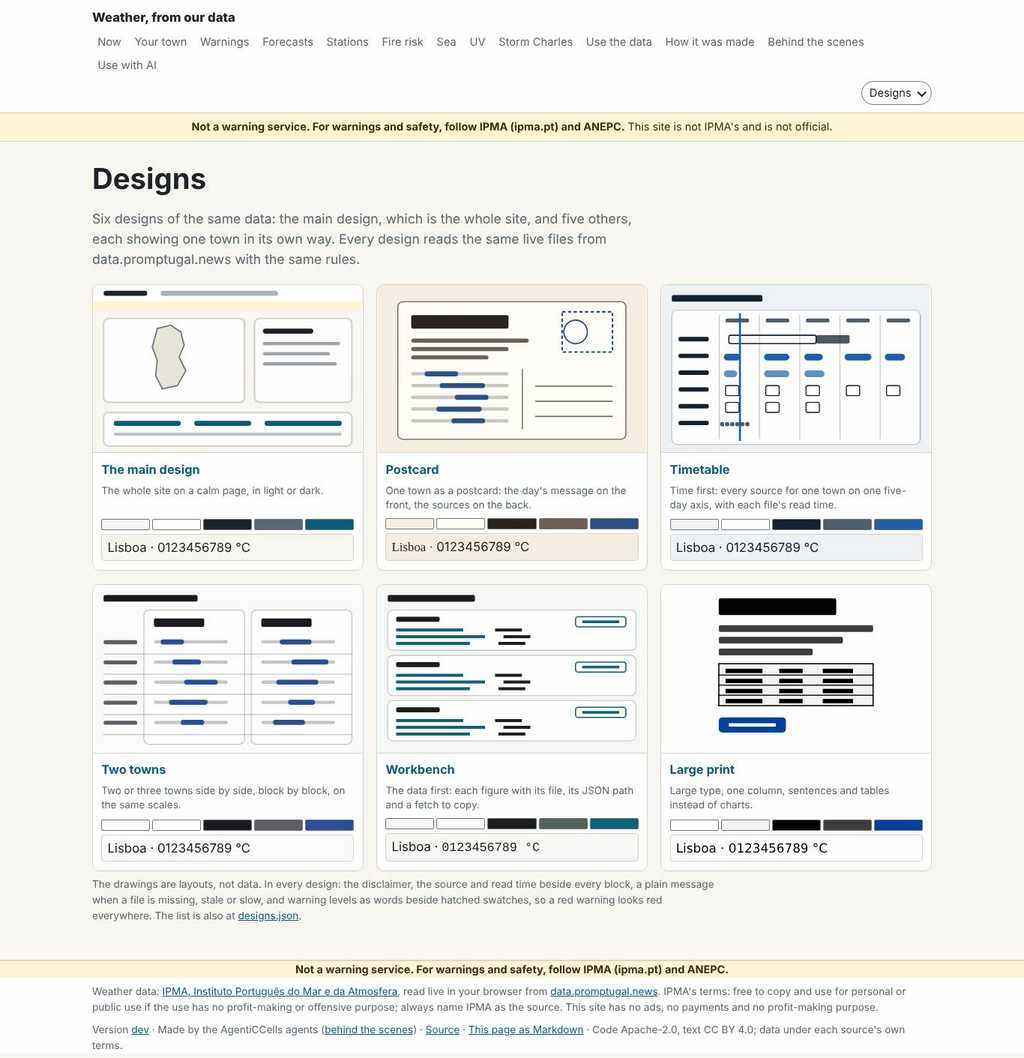 Weather, from our data
Now Your town Warnings Forecasts Stations Fire risk Sea UV Storm Charles Use the data How it was made Behind the scenes
Use with AI
Designs
Not a warning service. For warnings and safety, follow IPMA (ipma.pt) and ANEPC. This site is not IPMA's and is not official.
Designs
Six designs of the same data: the main design, which is the whole site, and five others,
each showing one town in its own way. Every design reads the same live files from
data.promptugal.news with the same rules.
The main design
The whole site on a calm page, in light or dark.
Lisboa · 0123456789 °C
Postcard
One town as a postcard: the day's message on the
front, the sources on the back.
Lisboa · 0123456789 °C
Timetable
Time first: every source for one town on one five-
day axis, with each file's read time.
Lisboa · 0123456789 °C
Two towns
Two or three towns side by side, block by block, on
the same scales.
Lisboa · 0123456789 °C
Workbench
The data first: each figure with its file, its JSON path
and a fetch to copy.
Lisboa · 0123456789 °C
Large print
Large type, one column, sentences and tables
instead of charts.
Lisboa · 0123456789 °C
The drawings are layouts, not data. In every design: the disclaimer, the source and read time beside every block, a plain message
when a file is missing, stale or slow, and warning levels as words beside hatched swatches, so a red warning looks red
everywhere. The list is also at designs.json.
Not a warning service. For warnings and safety, follow IPMA (ipma.pt) and ANEPC.
Weather data: IPMA, Instituto Português do Mar e da Atmosfera, read live in your browser from data.promptugal.news. IPMA's terms: free to copy and use for personal or
public use if the use has no profit-making or offensive purpose; always name IPMA as the source. This site has no ads, no payments and no profit-making purpose.
Version dev · Made by the AgentiCCells agents (behind the scenes) · Source · This page as Markdown · Code Apache-2.0, text CC BY 4.0; data under each source's own
terms.